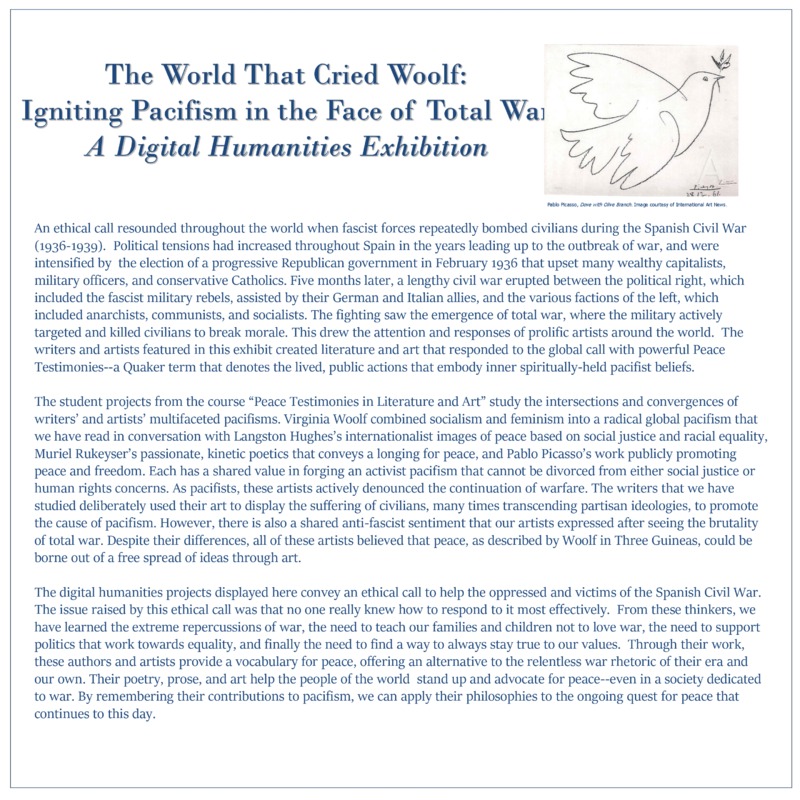 The World That Cried Woolf:
Igniting Pacifism in the Face of Total War
A Digital Humanities Exhibition
Pablo Picasso, Dove with Olive Branch Image courtesy of International Art News.
An ethical call resounded throughout the world when fascist forces repeatedly bombed civilians during the Spanish Civil War
(1936-1939).  Political tensions had increased throughout Spain in the years leading up to the outbreak of war, and were
intensified by  the election of a progressive Republican government in February 1936 that upset many wealthy capitalists,
military officers, and conservative Catholics. Five months later, a lengthy civil war erupted between the political right, which
included the fascist military rebels, assisted by their German and Italian allies, and the various factions of the left, which
included anarchists, communists, and socialists. The fighting saw the emergence of total war, where the military actively
targeted and killed civilians to break morale. This drew the attention and responses of prolific artists around the world.  The
writers and artists featured in this exhibit created literature and art that responded to the global call with powerful Peace
Testimonies--a Quaker term that denotes the lived, public actions that embody inner spiritually-held pacifist beliefs.
The student projects from the course “Peace Testimonies in Literature and Art” study the intersections and convergences of
writers’ and artists’ multifaceted pacifisms. Virginia Woolf combined socialism and feminism into a radical global pacifism that
we have read in conversation with Langston Hughes’s internationalist images of peace based on social justice and racial equality,
Muriel Rukeyser’s passionate, kinetic poetics that conveys a longing for peace, and Pablo Picasso’s work publicly promoting
peace and freedom. Each has a shared value in forging an activist pacifism that cannot be divorced from either social justice or
human rights concerns. As pacifists, these artists actively denounced the continuation of warfare. The writers that we have
studied deliberately used their art to display the suffering of civilians, many times transcending partisan ideologies, to promote
the cause of pacifism. However, there is also a shared anti-fascist sentiment that our artists expressed after seeing the brutality
of total war. Despite their differences, all of these artists believed that peace, as described by Woolf in Three Guineas, could be
borne out of a free spread of ideas through art.
The digital humanities projects displayed here convey an ethical call to help the oppressed and victims of the Spanish Civil War.
The issue raised by this ethical call was that no one really knew how to respond to it most effectively.  From these thinkers, we
have learned the extreme repercussions of war, the need to teach our families and children not to love war, the need to support
politics that work towards equality, and finally the need to find a way to always stay true to our values.  Through their work,
these authors and artists provide a vocabulary for peace, offering an alternative to the relentless war rhetoric of their era and
our own. Their poetry, prose, and art help the people of the world  stand up and advocate for peace--even in a society dedicated
to war. By remembering their contributions to pacifism, we can apply their philosophies to the ongoing quest for peace that
continues to this day.